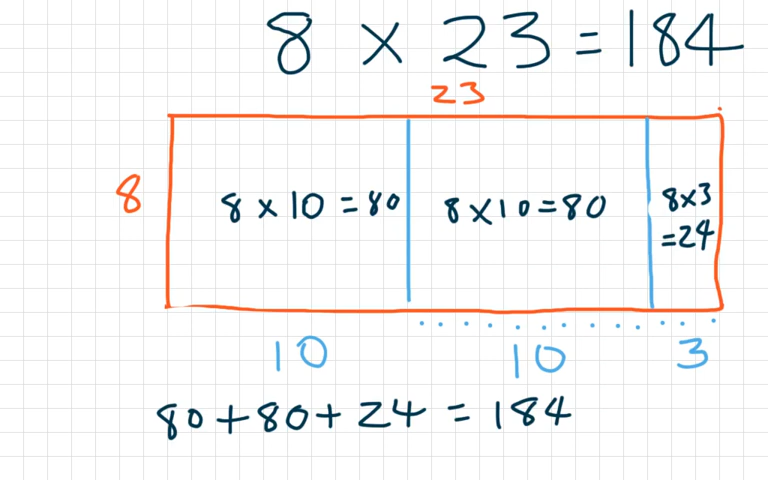 8 × 23 = 184
23
8
8 × 10 = 80
8 × 10 = 80
8×3
=24
10
10
3
80 + 80 + 24 = 184